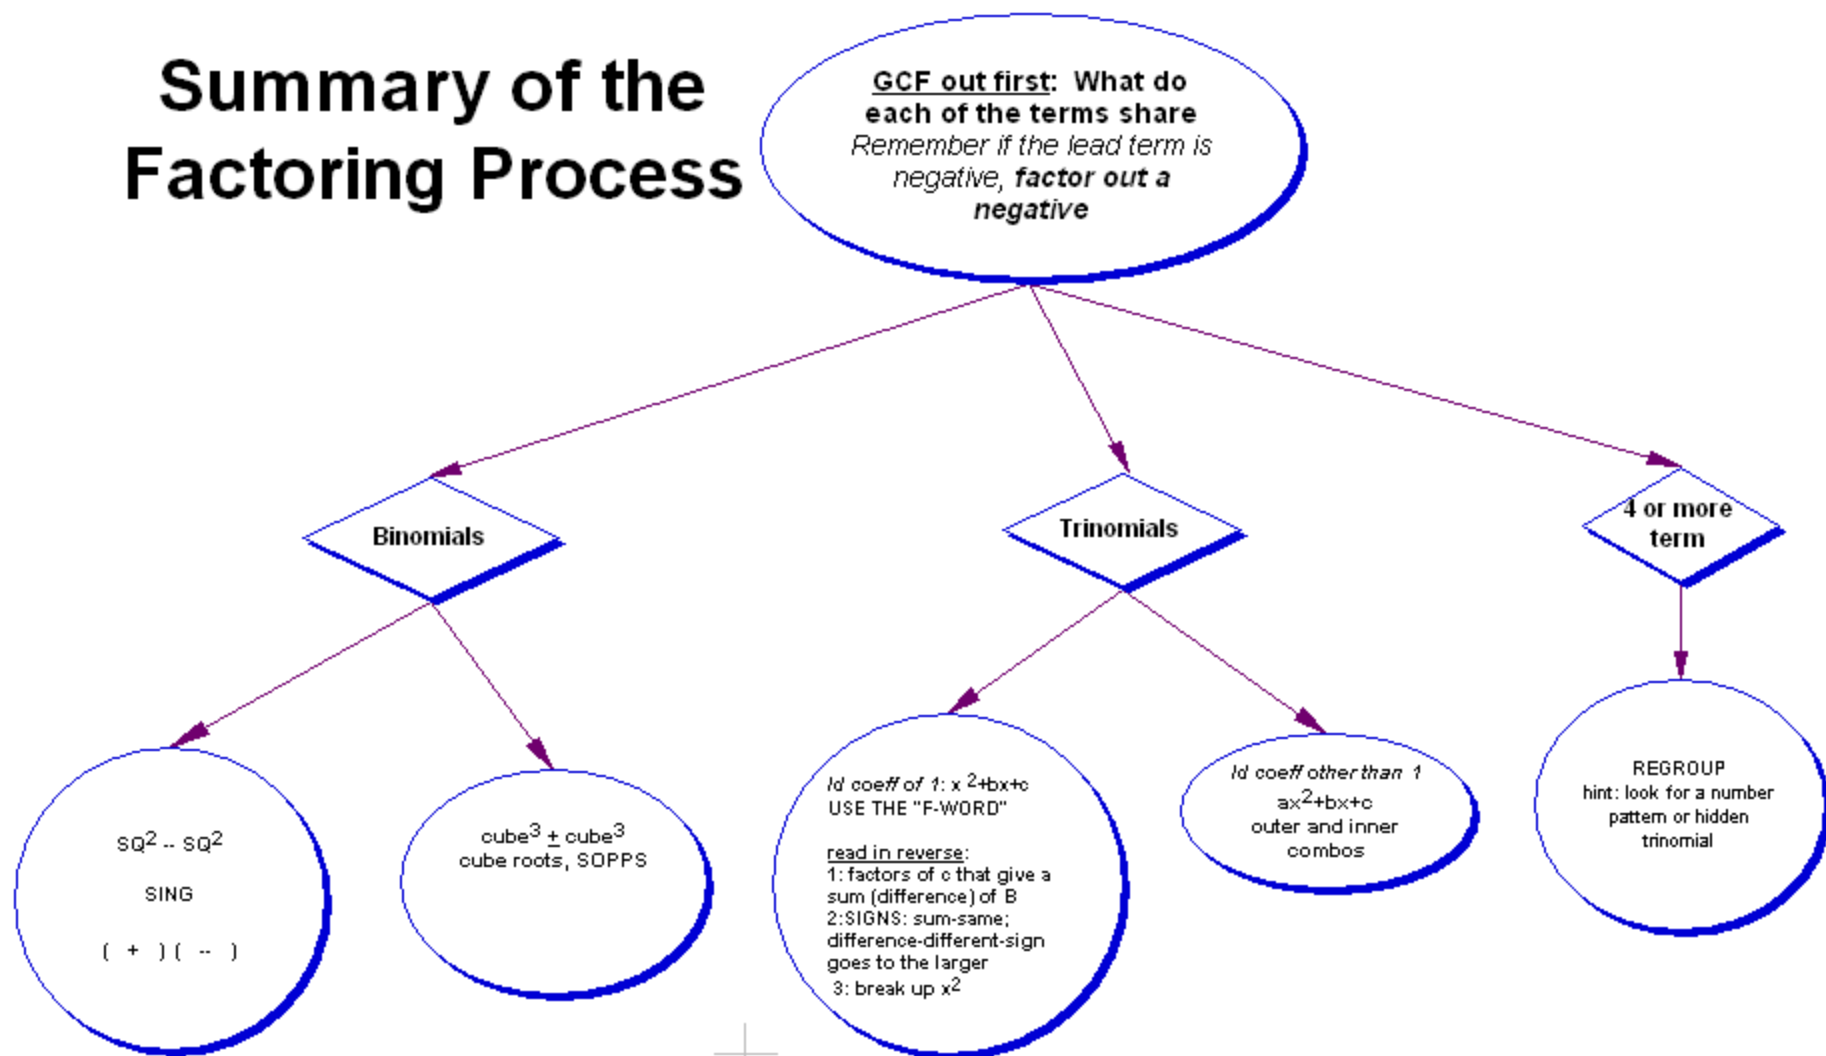 Summary of the
Factoring Process
GCF out first: What do
each of the terms share
Remember if the lead term is
negative, factor out a
negative
Binomials
Trinomials
4 or more
term
SQ² -- SQ²
SING
( + ) ( -- )
cube³ ± cube³
cube roots, SOPPS
ld coeff of 1: x²+bx+c
USE THE "F-WORD"
read in reverse:
1: factors of c that give a
sum (difference) of B
2:SIGNS: sum-same;
difference-different-sign
goes to the larger
3: break up x²
ld coeff other than 1
ax²+bx+c
outer and inner
combos
REGROUP
hint: look for a number
pattern or hidden
trinomial